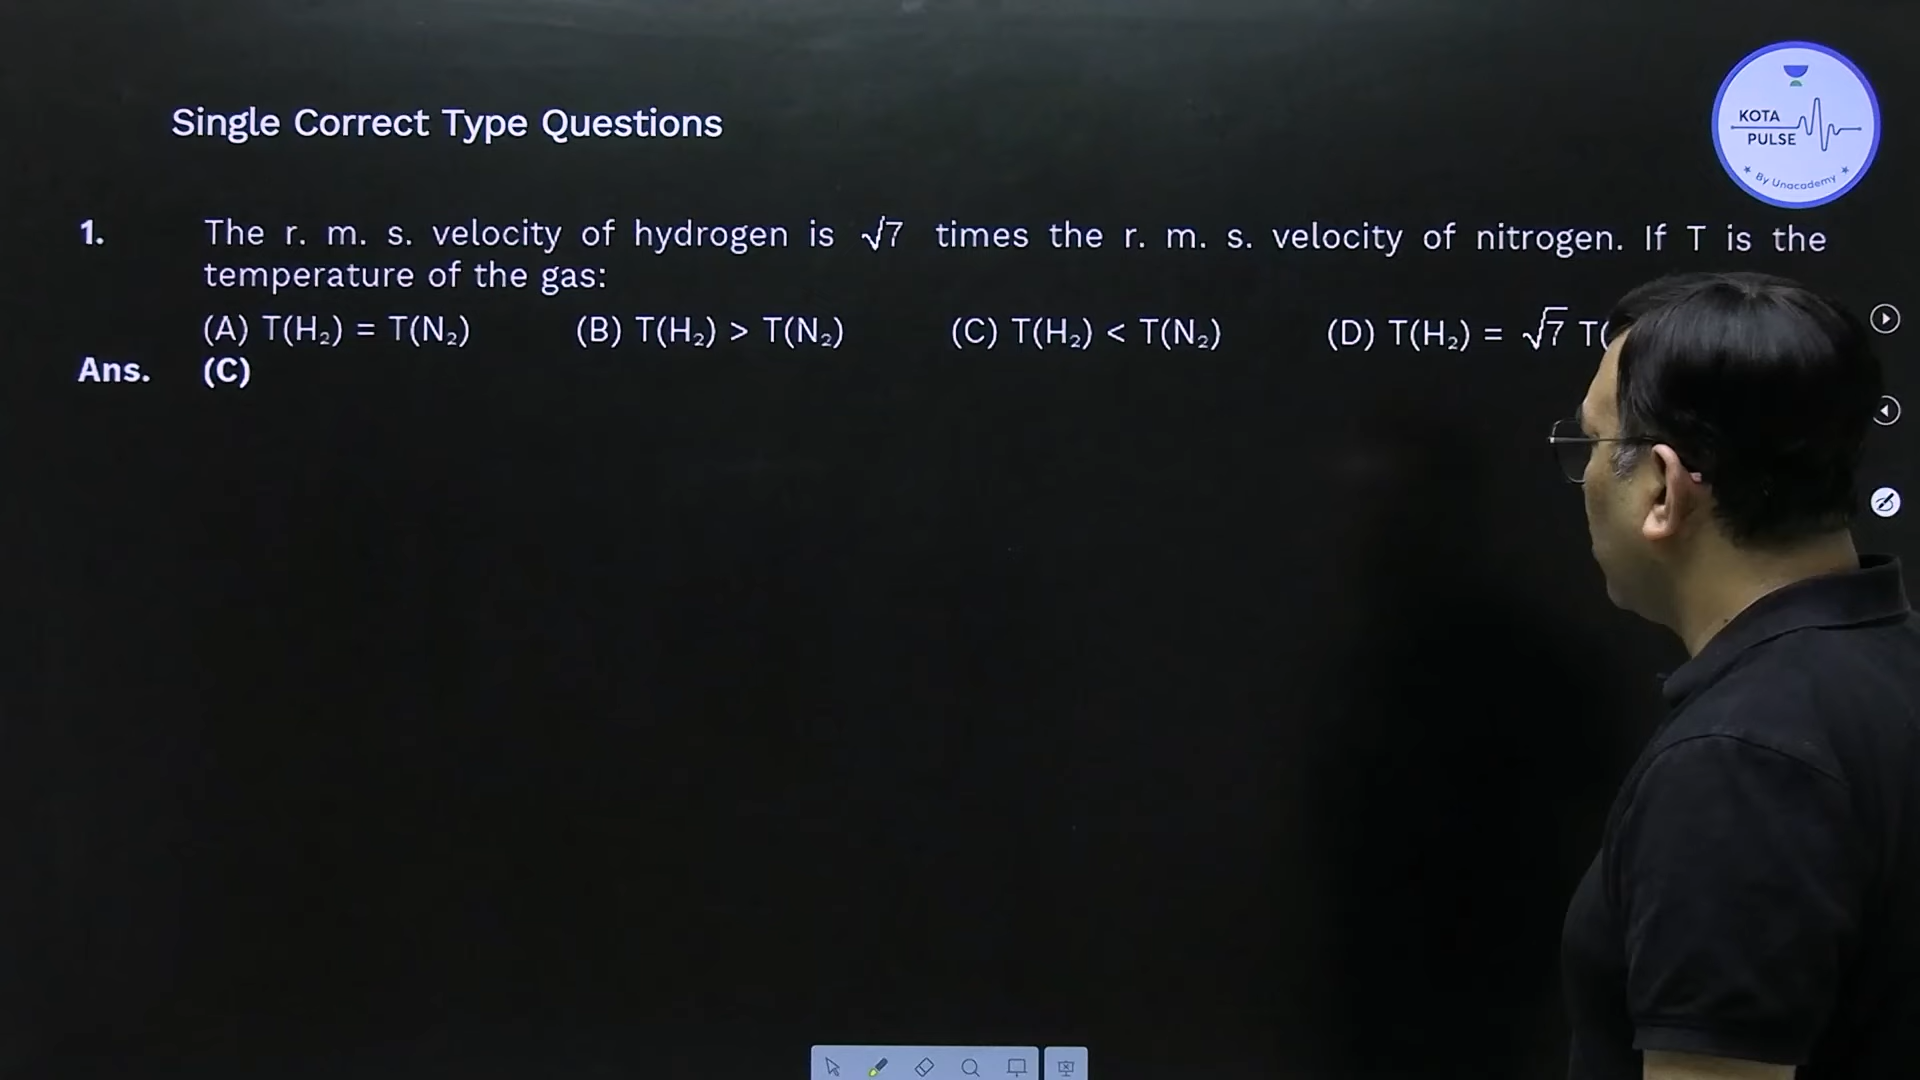 Single Correct Type Questions
KOTA
PULSE
★ By Unacademy ★
1. The r. m. s. velocity of hydrogen is √7 times the r. m. s. velocity of nitrogen. If T is the
temperature of the gas:
(A) T(H₂) = T(N₂) (B) T(H₂) > T(N₂) (C) T(H₂) < T(N₂) (D) T(H₂) = √7 T(
Ans. (C)